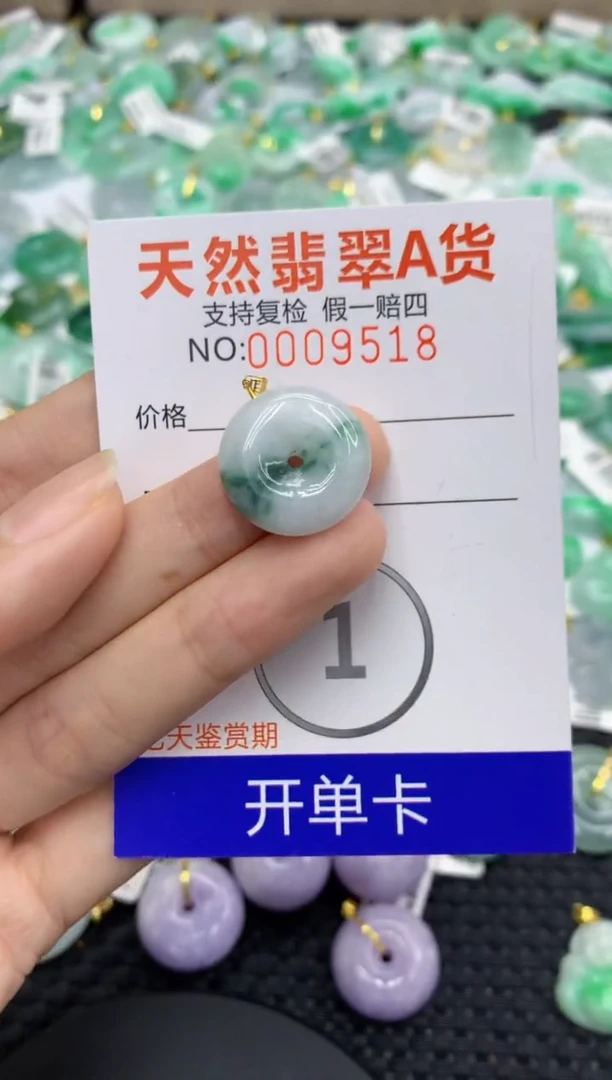 天然翡翠A货
支持复检 假一赔四
NO:0009518
价格
1
天鉴赏期
开单卡